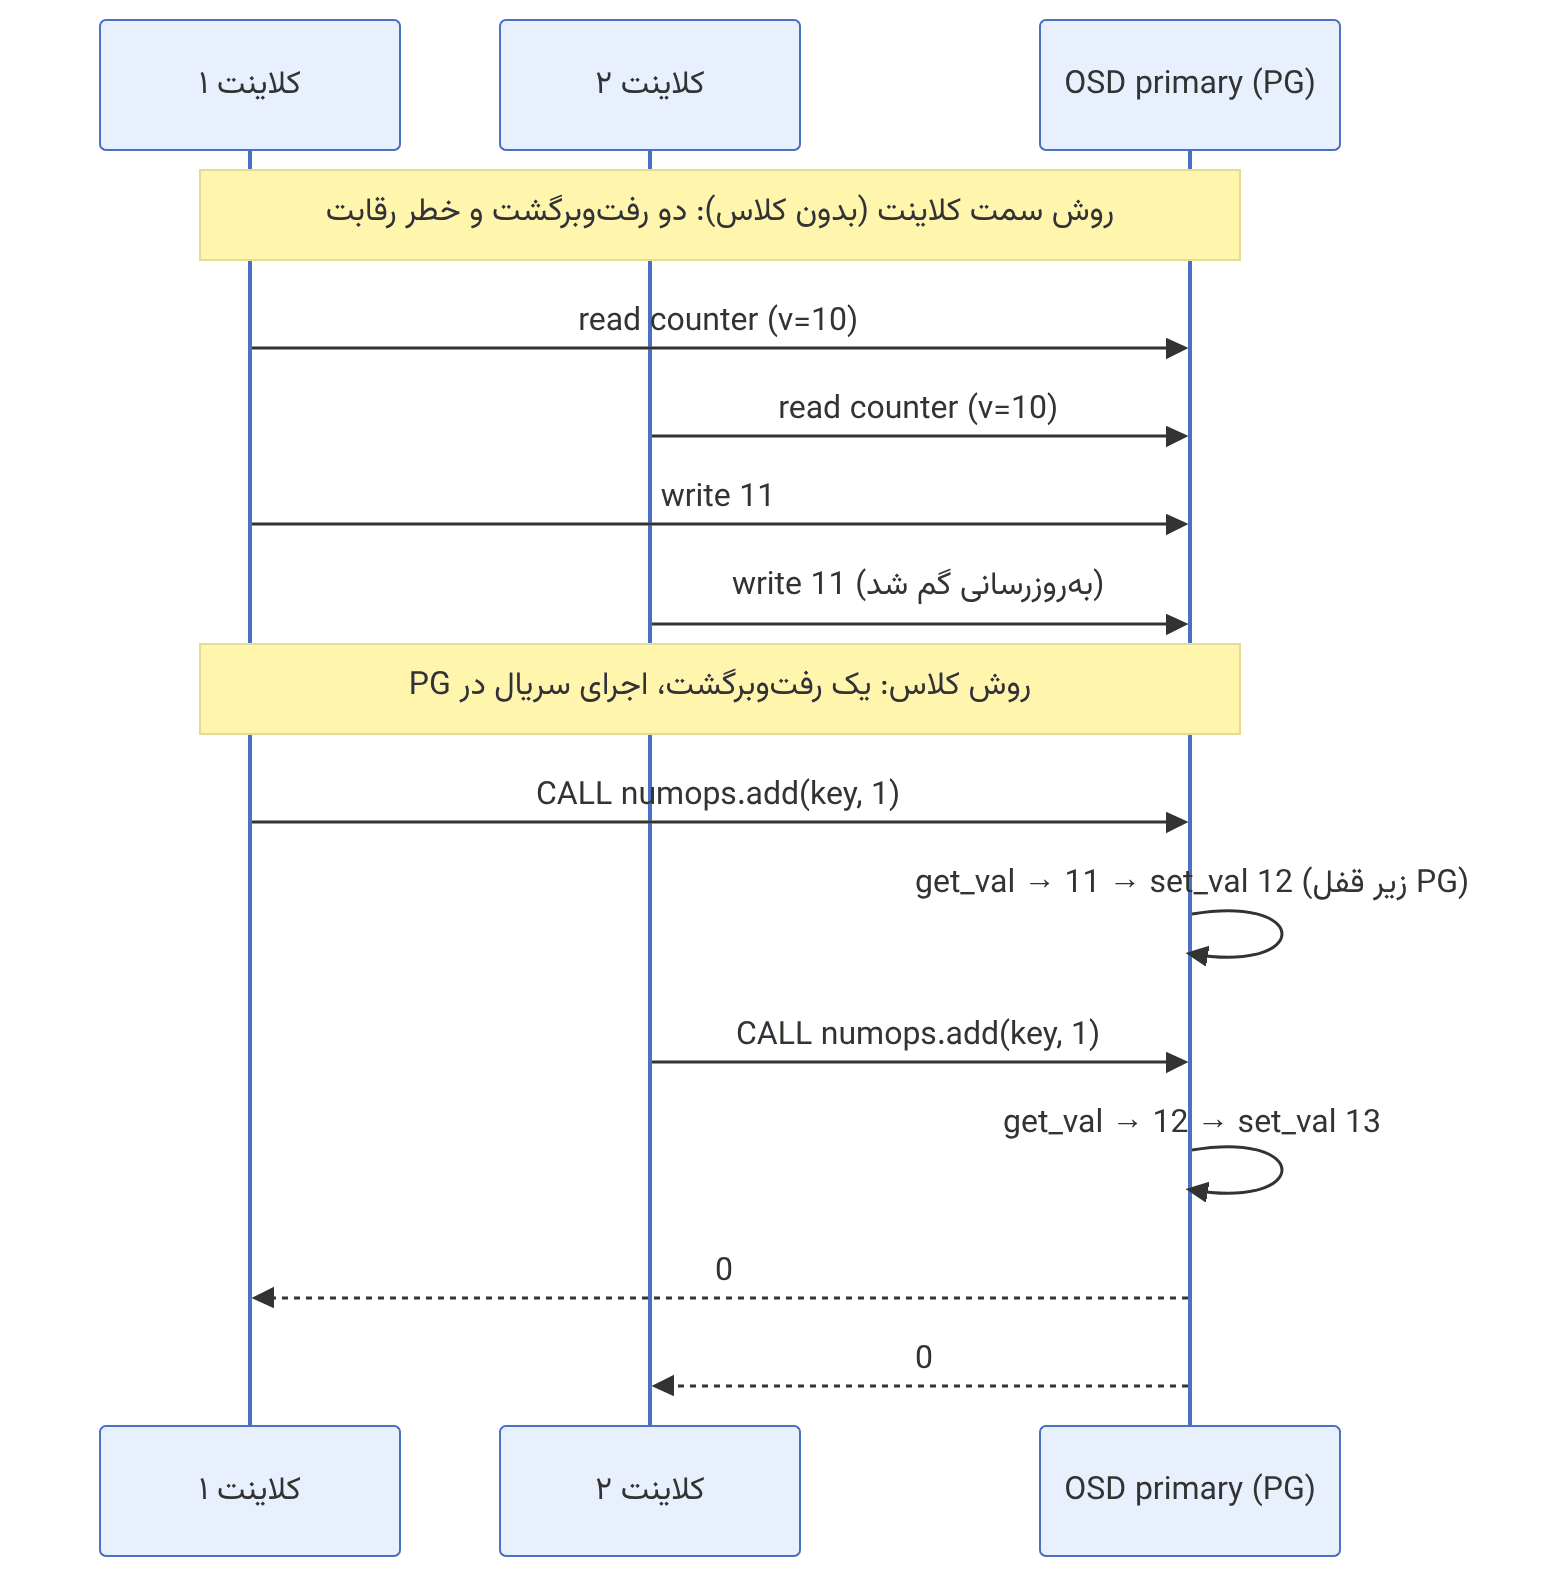 کلاینت ۱
کلاینت ۲
OSD primary (PG)
روش سمت کلاینت (بدون کلاس): دو رفت‌وبرگشت و خطر رقابت
read counter (v=10)
read counter (v=10)
write 11
write 11 (به‌روزرسانی گم شد)
روش کلاس: یک رفت‌وبرگشت، اجرای سریال در PG
CALL numops.add(key, 1)
get_val → 11 → set_val 12 (زیر قفل PG)
CALL numops.add(key, 1)
get_val → 12 → set_val 13
0
0
کلاینت ۱
کلاینت ۲
OSD primary (PG)